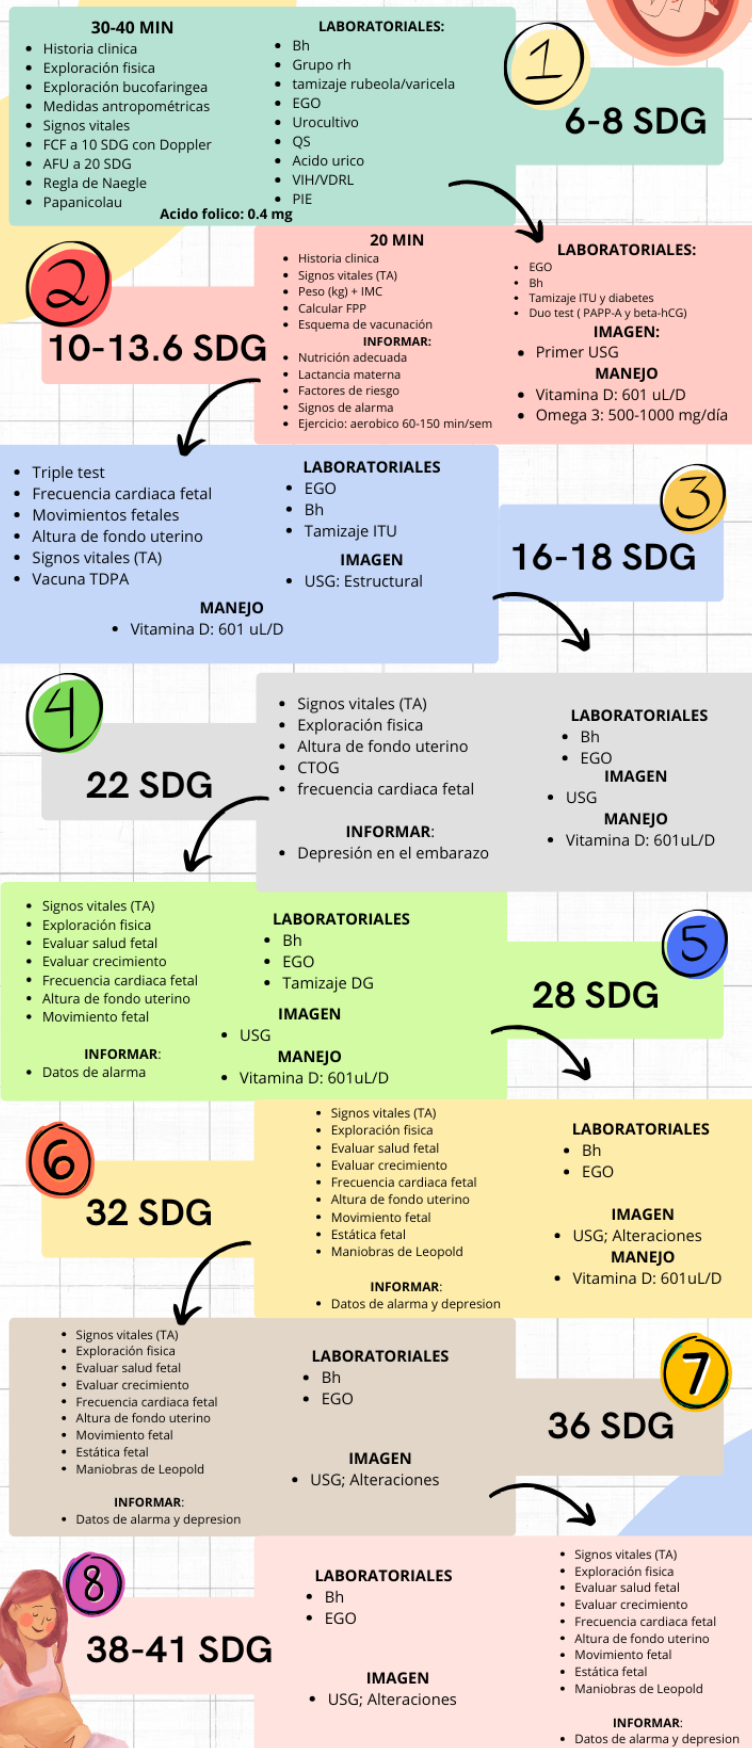 30-40 MIN
Historia clinica
Exploración fisica
Exploración bucofaringea
Medidas antropométricas
Signos vitales
FCF a 10 SDG con Doppler
AFU a 20 SDG
Regla de Naegle
Papanicolau
LABORATORIALES:
Bh
Grupo rh
tamizaje rubeola/varicela
EGO
Urocultivo
QS
Acido urico
VIH/VDRL
PIE
Acido folico: 0.4 mg
1
6-8 SDG
2
10-13.6 SDG
20 MIN
Historia clinica
Signos vitales (TA)
Peso (kg) + IMC
Calcular FPP
Esquema de vacunación
INFORMAR:
Nutrición adecuada
Lactancia materna
Factores de riesgo
Signos de alarma
Ejercicio: aerobico 60-150 min/sem
LABORATORIALES:
EGO
Bh
Tamizaje ITU y diabetes
Duo test ( PAPP-A y beta-hCG)
IMAGEN:
Primer USG
MANEJO
Vitamina D: 601 uL/D
Omega 3: 500-1000 mg/día
Triple test
Frecuencia cardiaca fetal
Movimientos fetales
Altura de fondo uterino
Signos vitales (TA)
Vacuna TDPA
LABORATORIALES
EGO
Bh
Tamizaje ITU
IMAGEN
USG: Estructural
MANEJO
Vitamina D: 601 uL/D
3
16-18 SDG
4
22 SDG
Signos vitales (TA)
Exploración fisica
Altura de fondo uterino
CTOG
frecuencia cardiaca fetal
INFORMAR:
Depresión en el embarazo
LABORATORIALES
Bh
EGO
IMAGEN
USG
MANEJO
Vitamina D: 601uL/D
Signos vitales (TA)
Exploración fisica
Evaluar salud fetal
Evaluar crecimiento
Frecuencia cardiaca fetal
Altura de fondo uterino
Movimiento fetal
INFORMAR:
Datos de alarma
LABORATORIALES
Bh
EGO
Tamizaje DG
IMAGEN
USG
MANEJO
Vitamina D: 601uL/D
5
28 SDG
6
32 SDG
Signos vitales (TA)
Exploración fisica
Evaluar salud fetal
Evaluar crecimiento
Frecuencia cardiaca fetal
Altura de fondo uterino
Movimiento fetal
Estática fetal
Maniobras de Leopold
INFORMAR:
Datos de alarma y depresion
LABORATORIALES
Bh
EGO
IMAGEN
USG; Alteraciones
MANEJO
Vitamina D: 601uL/D
Signos vitales (TA)
Exploración fisica
Evaluar salud fetal
Evaluar crecimiento
Frecuencia cardiaca fetal
Altura de fondo uterino
Movimiento fetal
Estática fetal
Maniobras de Leopold
INFORMAR:
Datos de alarma y depresion
LABORATORIALES
Bh
EGO
IMAGEN
USG; Alteraciones
7
36 SDG
8
38-41 SDG
LABORATORIALES
Bh
EGO
IMAGEN
USG; Alteraciones
Signos vitales (TA)
Exploración fisica
Evaluar salud fetal
Evaluar crecimiento
Frecuencia cardiaca fetal
Altura de fondo uterino
Movimiento fetal
Estática fetal
Maniobras de Leopold
INFORMAR:
Datos de alarma y depresion